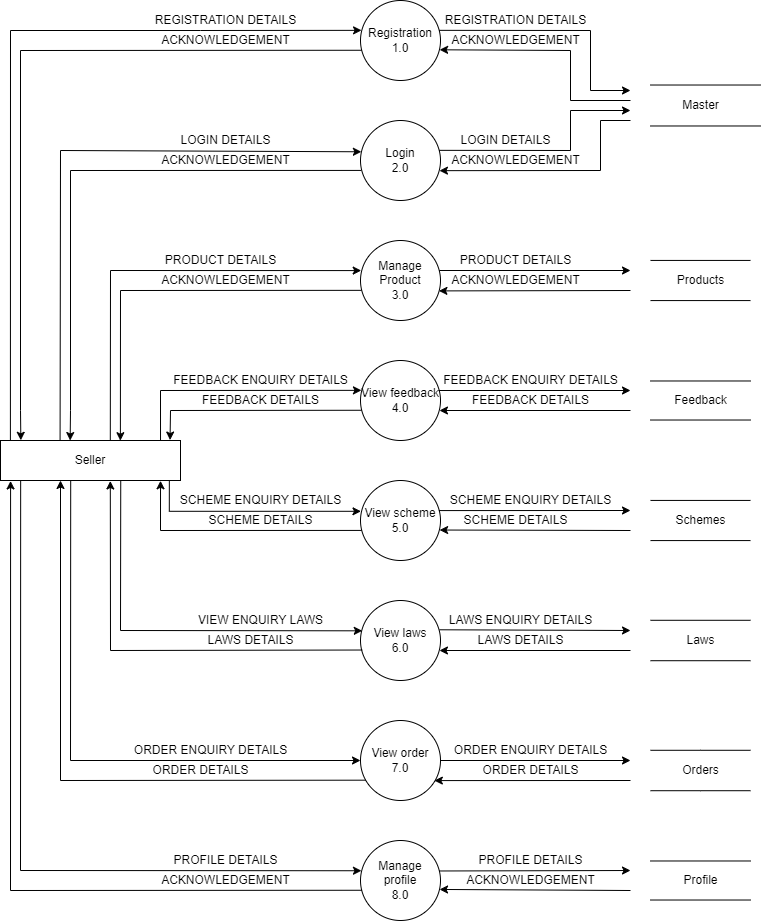 REGISTRATION DETAILS
ACKNOWLEDGEMENT
Registration
1.0
REGISTRATION DETAILS
ACKNOWLEDGEMENT
Master
LOGIN DETAILS
ACKNOWLEDGEMENT
Login
2.0
LOGIN DETAILS
ACKNOWLEDGEMENT
PRODUCT DETAILS
ACKNOWLEDGEMENT
Manage
Product
3.0
PRODUCT DETAILS
ACKNOWLEDGEMENT
Products
FEEDBACK ENQUIRY DETAILS
FEEDBACK DETAILS
View feedback
4.0
FEEDBACK ENQUIRY DETAILS
FEEDBACK DETAILS
Feedback
Seller
SCHEME ENQUIRY DETAILS
SCHEME DETAILS
View scheme
5.0
SCHEME ENQUIRY DETAILS
SCHEME DETAILS
Schemes
VIEW ENQUIRY LAWS
LAWS DETAILS
View laws
6.0
LAWS ENQUIRY DETAILS
LAWS DETAILS
Laws
ORDER ENQUIRY DETAILS
ORDER DETAILS
View order
7.0
ORDER ENQUIRY DETAILS
ORDER DETAILS
Orders
PROFILE DETAILS
ACKNOWLEDGEMENT
Manage
profile
8.0
PROFILE DETAILS
ACKNOWLEDGEMENT
Profile